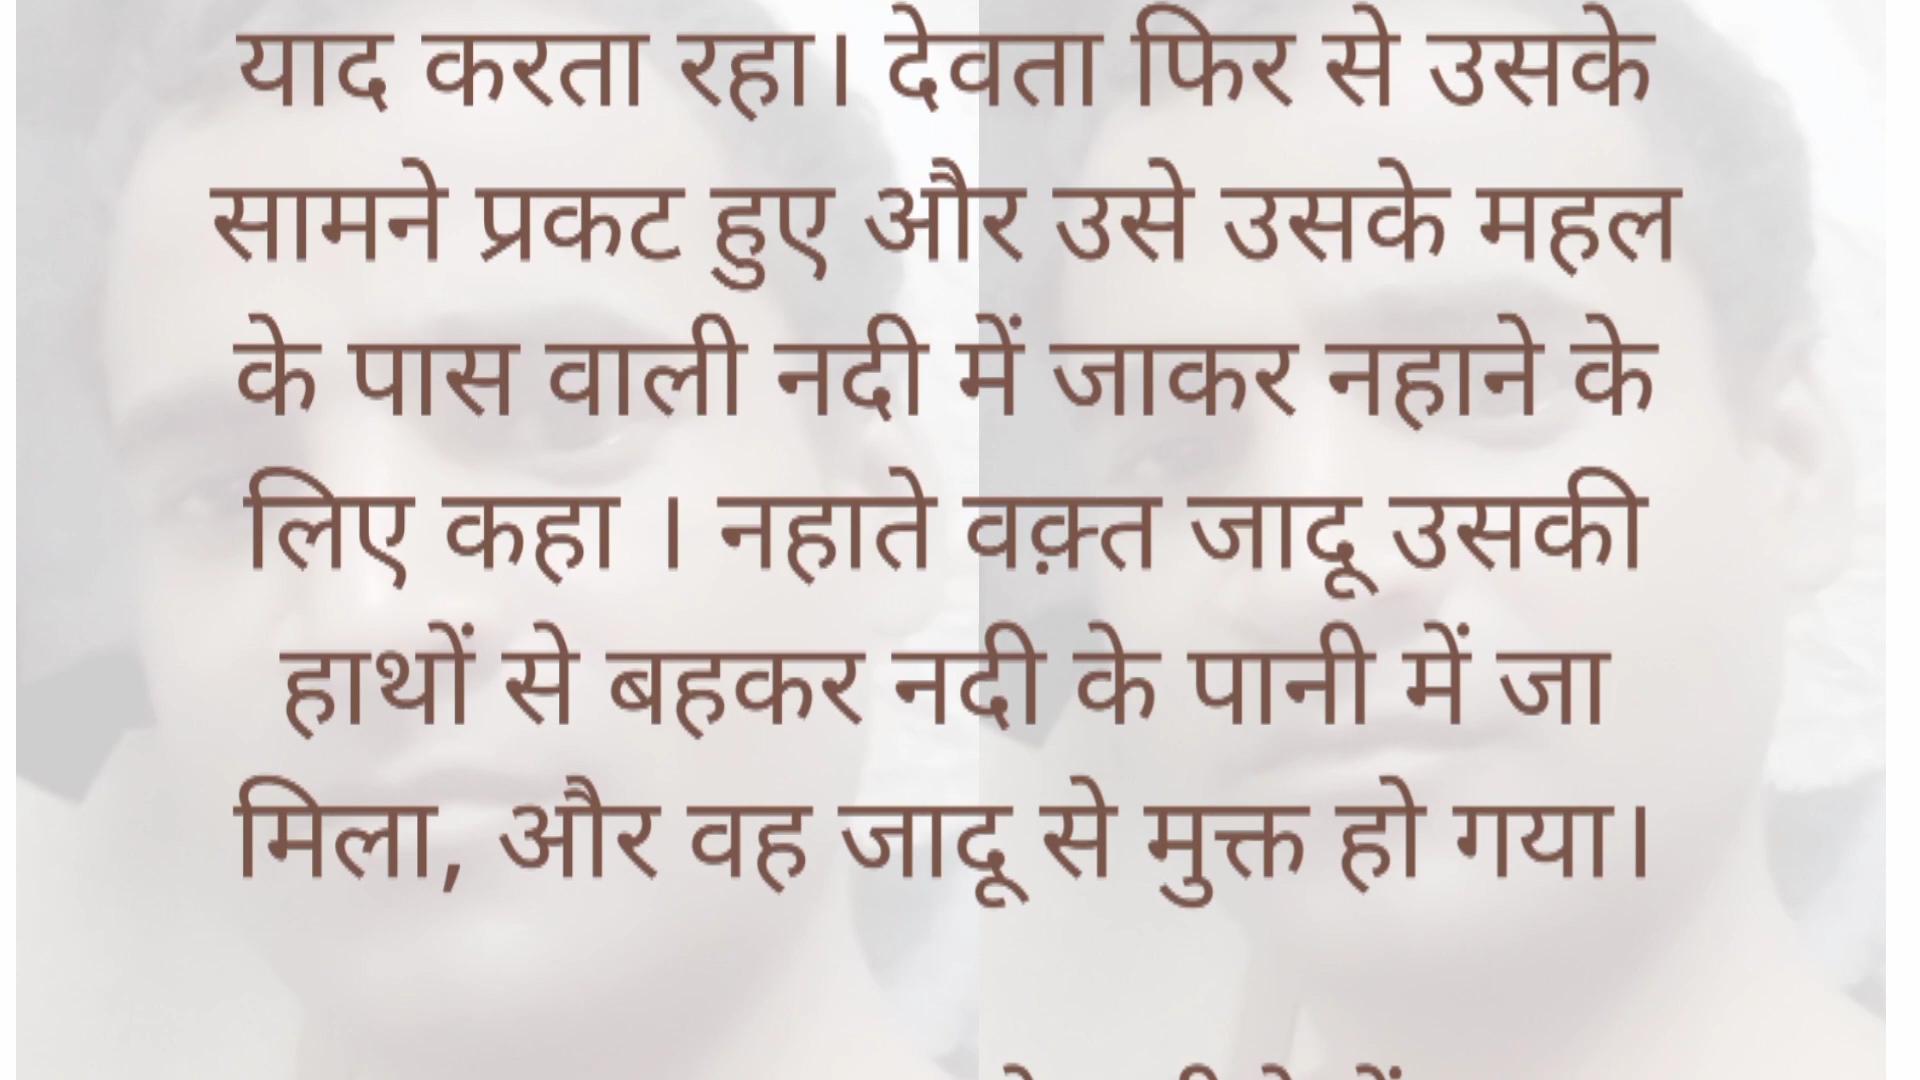 याद करता रहा। देवता फिर से उसके
सामने प्रकट हुए और उसे उसके महल
के पास वाली नदी में जाकर नहाने के
लिए कहा । नहाते वक़्त जादू उसकी
हाथों से बहकर नदी के पानी में जा
मिला, और वह जादू से मुक्त हो गया।